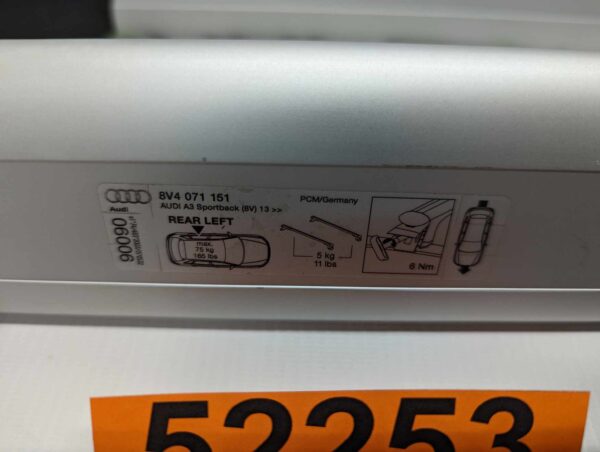 8V4 071 151
AUDI A3 Sportback (8V) 13 >>
PCM/Germany
Audi
90090
REAR LEFT
max.
75 kg
165 lbs
5 kg
11 lbs
6 Nm
52253